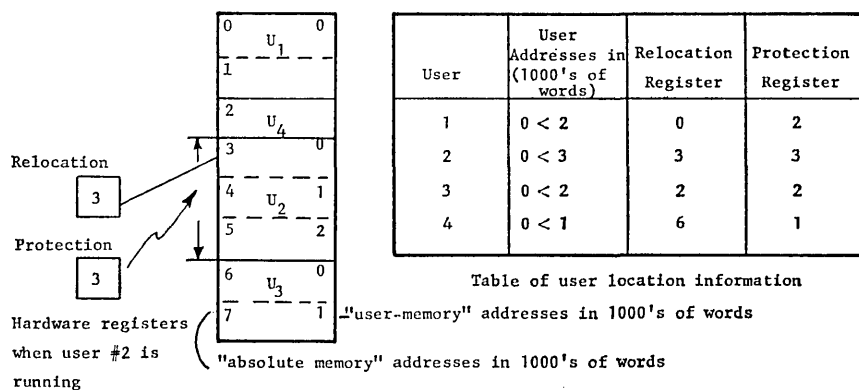 0 0
U1
1
2
U4
3 0
4 1
U2
5 2
6 0
U3
7 1
Relocation
3
Protection
3
Hardware registers
when user #2 is
running
"user-memory" addresses in 1000's of words
"absolute memory" addresses in 1000's of words
User | User Addresses in (1000's of words) | Relocation Register | Protection Register
1 | 0 < 2 | 0 | 2
2 | 0 < 3 | 3 | 3
3 | 0 < 2 | 2 | 2
4 | 0 < 1 | 6 | 1
Table of user location information